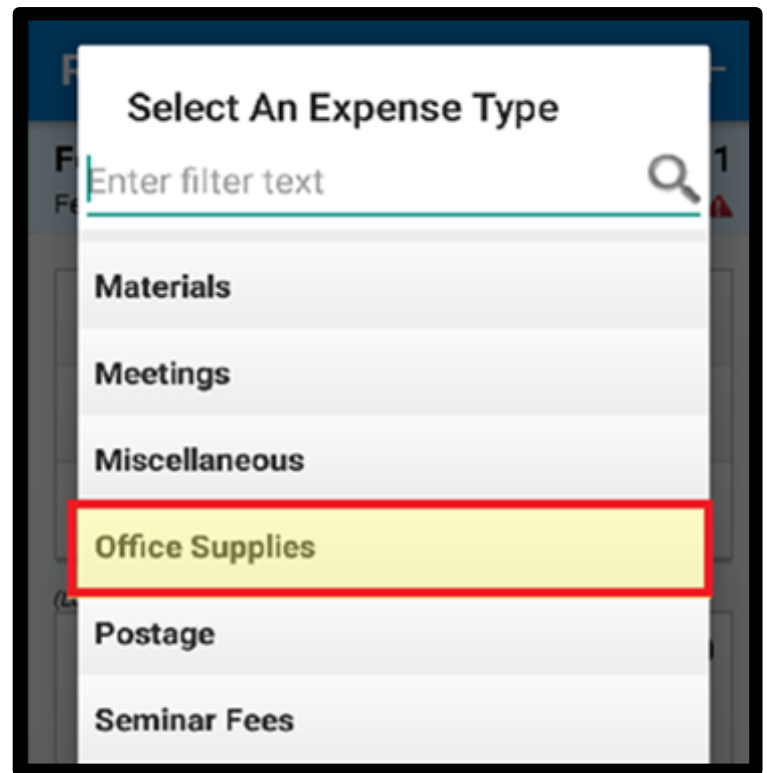 Select An Expense Type
Enter filter text
Materials
Meetings
Miscellaneous
Office Supplies
Postage
Seminar Fees